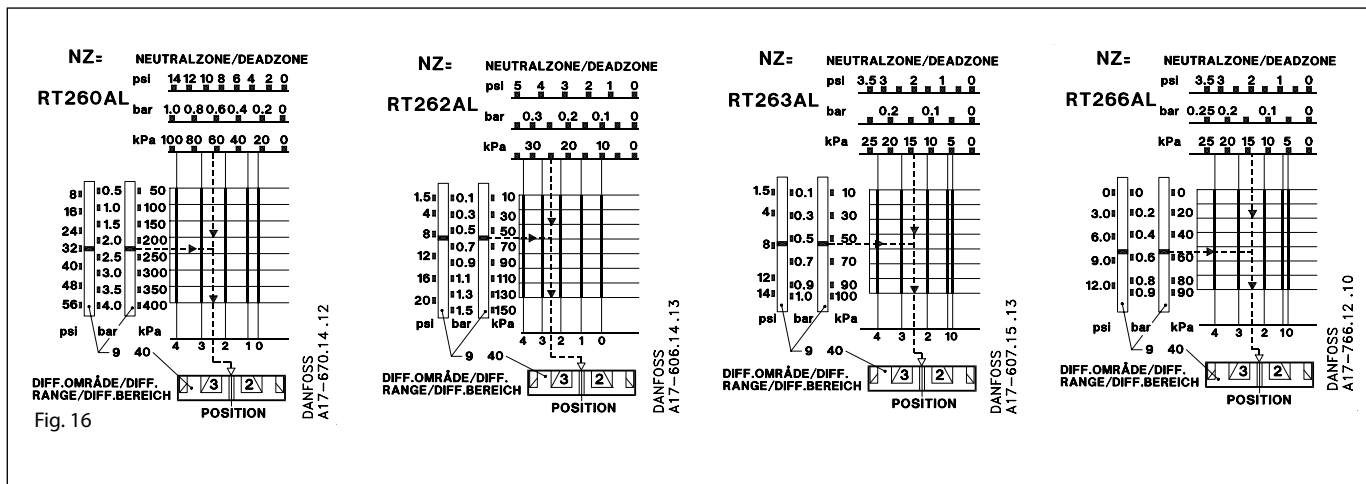 NZ= NEUTRALZONE/DEADZONE
psi 14 12 10 8 6 4 2 0
RT260AL
bar 1.0 0.8 0.6 0.4 0.2 0
kPa 100 80 60 40 20 0
8 0.5 50
16 1.0 100
24 1.5 150
32 2.0 200
2.5 250
40 3.0 300
48 3.5 350
56 4.0 400
psi bar kPa
4 3 2 1 0
9 40
DIFF.OMRÅDE/DIFF.
RANGE/DIFF.BEREICH
3 2
POSITION
DANFOSS
A17-670.14.12
Fig. 16
NZ= NEUTRALZONE/DEADZONE
psi 5 4 3 2 1 0
RT262AL
bar 0.3 0.2 0.1 0
kPa 30 20 10 0
1.5 0.1 10
4 0.3 30
8 0.5 50
0.7 70
12 0.9 90
16 1.1 110
20 1.3 130
1.5 150
psi bar kPa
4 3 2 1 0
9 40
DIFF.OMRÅDE/DIFF.
RANGE/DIFF.BEREICH
3 2
POSITION
DANFOSS
A17-606.14.13
NZ= NEUTRALZONE/DEADZONE
psi 3.5 3 2 1 0
RT263AL
bar 0.2 0.1 0
kPa 25 20 15 10 5 0
1.5 0.1 10
4 0.3 30
8 0.5 50
0.7 70
12 0.9 90
14 1.0 100
psi bar kPa
4 3 2 1 0
9 40
DIFF.OMRÅDE/DIFF.
RANGE/DIFF.BEREICH
3 2
POSITION
DANFOSS
A17-607.15.13
NZ= NEUTRALZONE/DEADZONE
psi 3.5 3 2 1 0
RT266AL
bar 0.25 0.2 0.1 0
kPa 25 20 15 10 5 0
0 0 0
3.0 0.2 20
6.0 0.4 40
9.0 0.6 60
12.0 0.8 80
0.9 90
psi bar kPa
4 3 2 1 0
9 40
DIFF.OMRÅDE/DIFF.
RANGE/DIFF.BEREICH
3 2
POSITION
DANFOSS
A17-766.12.10